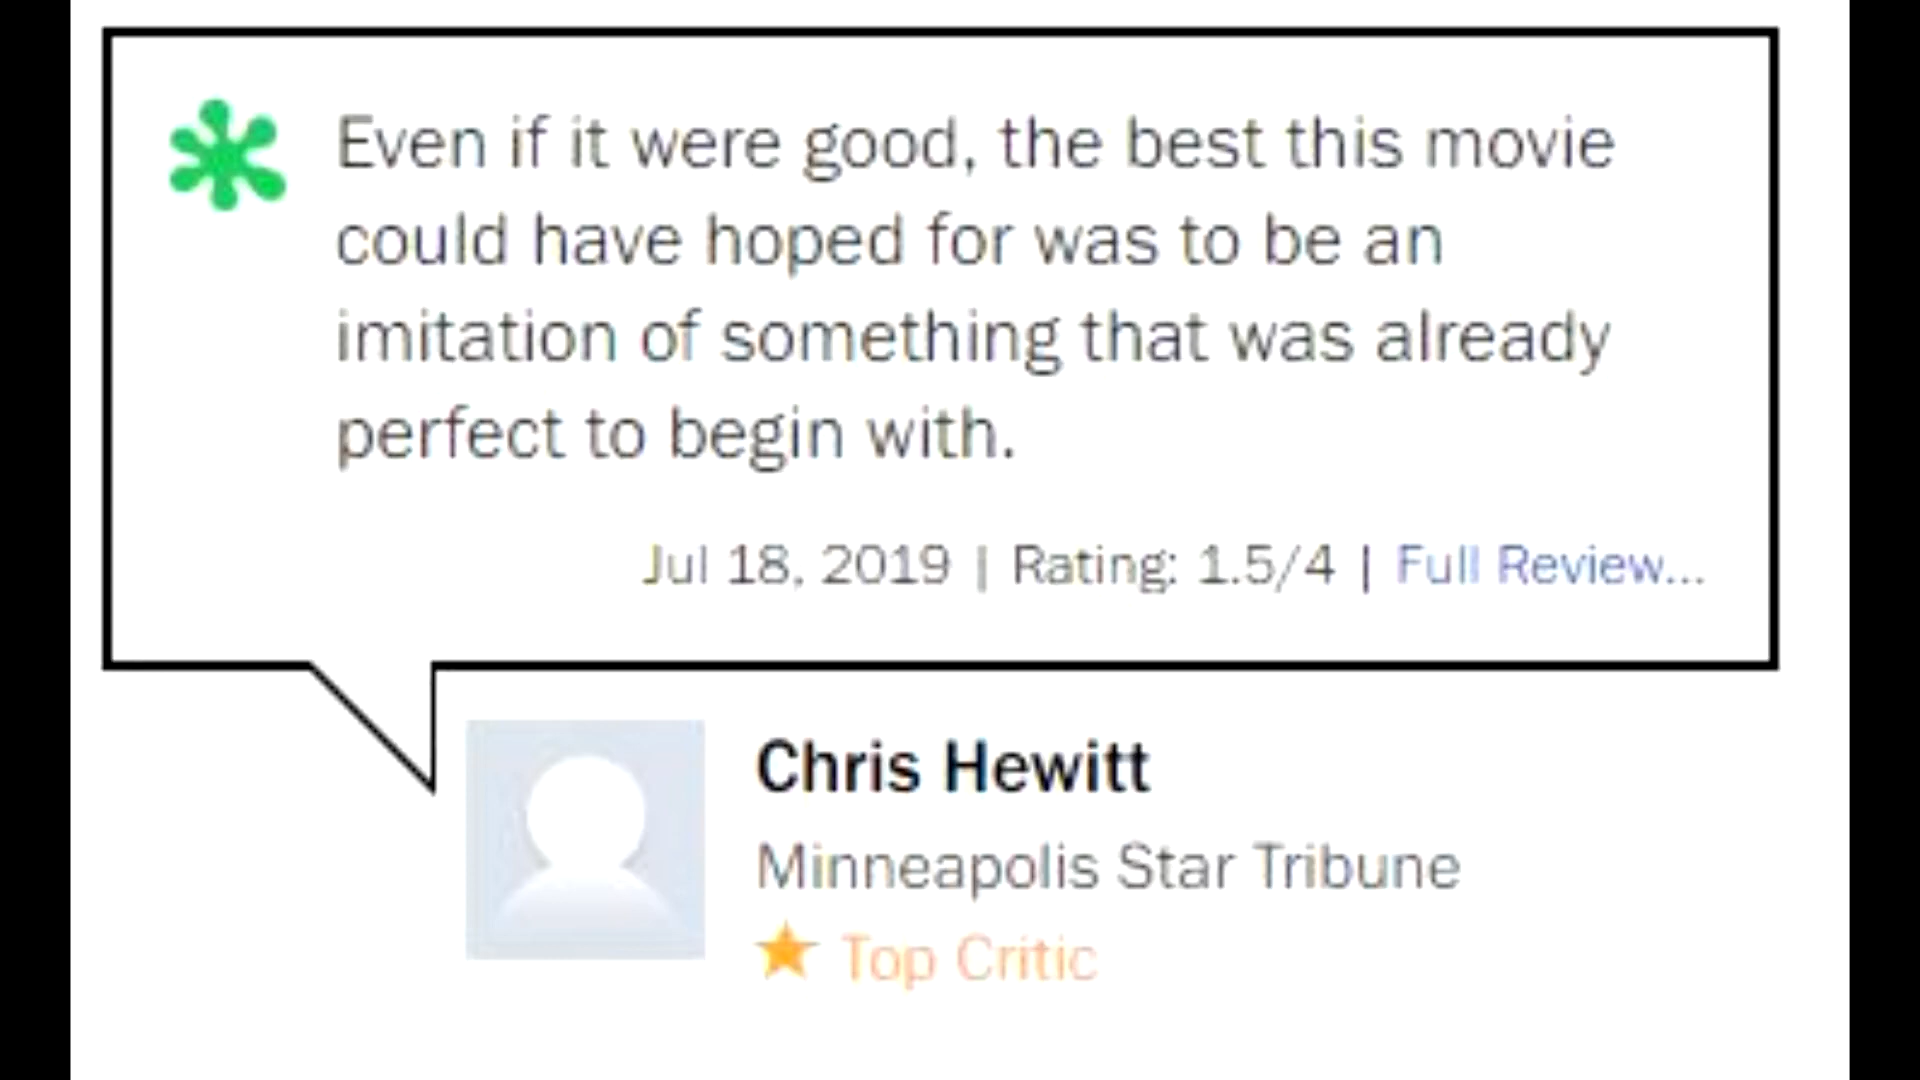 Even if it were good, the best this movie
could have hoped for was to be an
imitation of something that was already
perfect to begin with.
Jul 18, 2019 | Rating: 1.5/4 | Full Review...
Chris Hewitt
Minneapolis Star Tribune
Top Critic